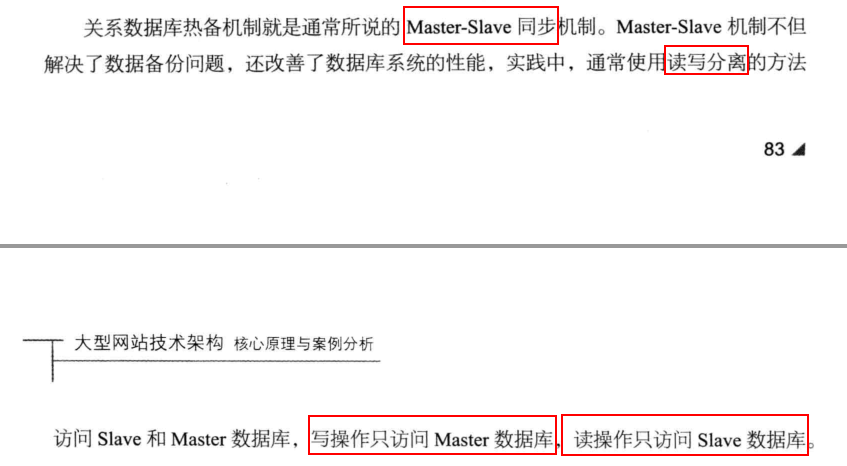 关系数据库热备机制就是通常所说的 Master-Slave 同步机制。Master-Slave 机制不但
解决了数据备份问题，还改善了数据库系统的性能，实践中，通常使用读写分离的方法
83
大型网站技术架构 核心原理与案例分析
访问 Slave 和 Master 数据库，写操作只访问 Master 数据库，读操作只访问 Slave 数据库。